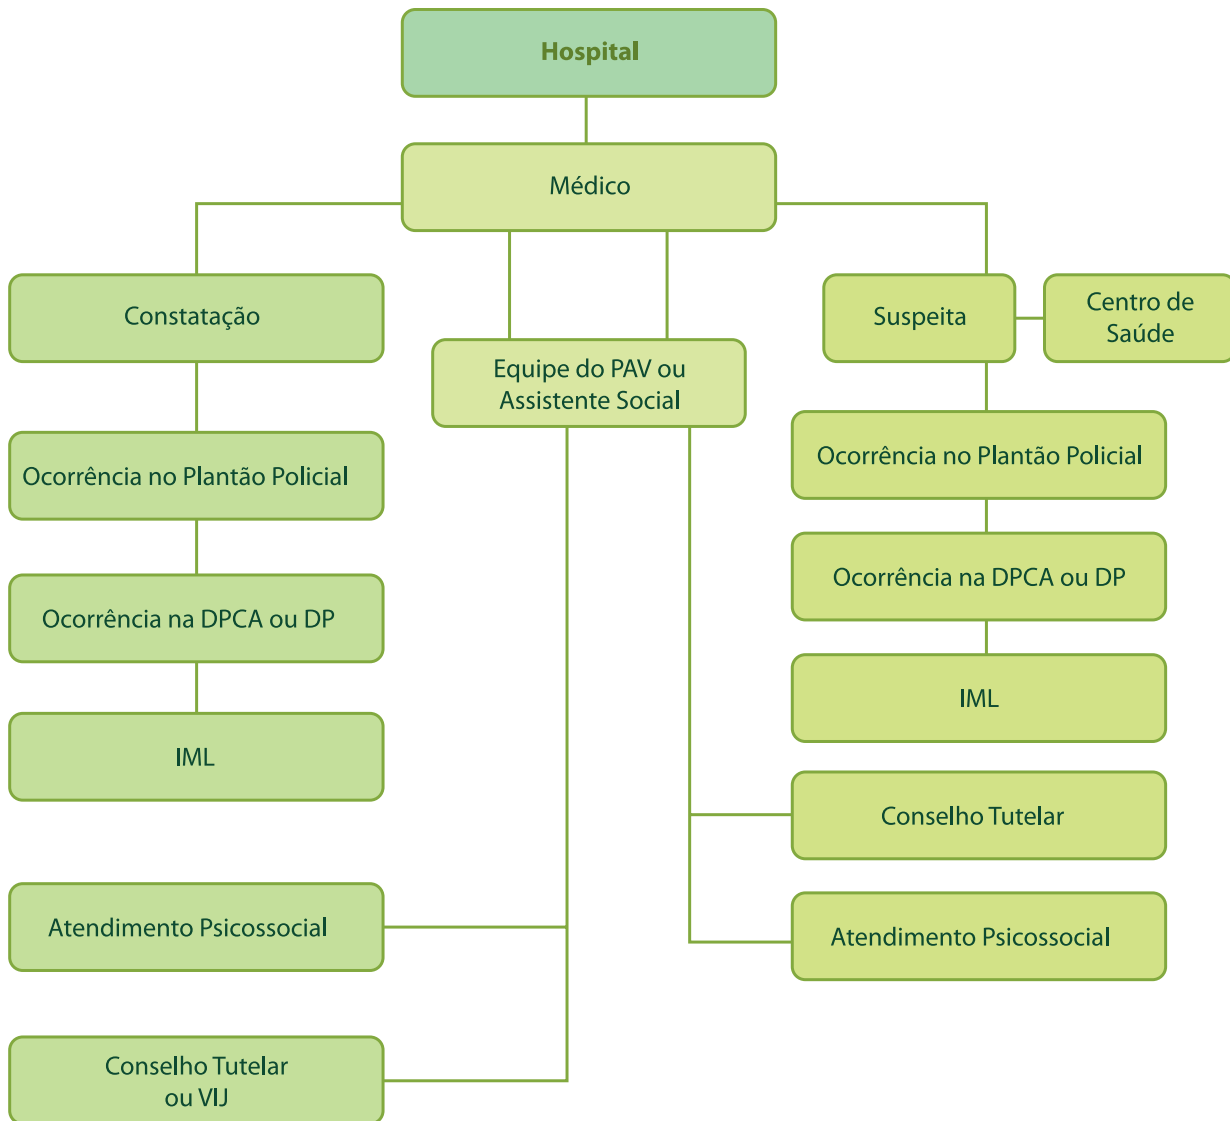 Hospital
Médico
Constatação
Suspeita
Centro de
Saúde
Equipe do PAV ou
Assistente Social
Ocorrência no Plantão Policial
Ocorrência no Plantão Policial
Ocorrência na DPCA ou DP
Ocorrência na DPCA ou DP
IML
IML
Conselho Tutelar
Atendimento Psicossocial
Atendimento Psicossocial
Conselho Tutelar
ou VIJ